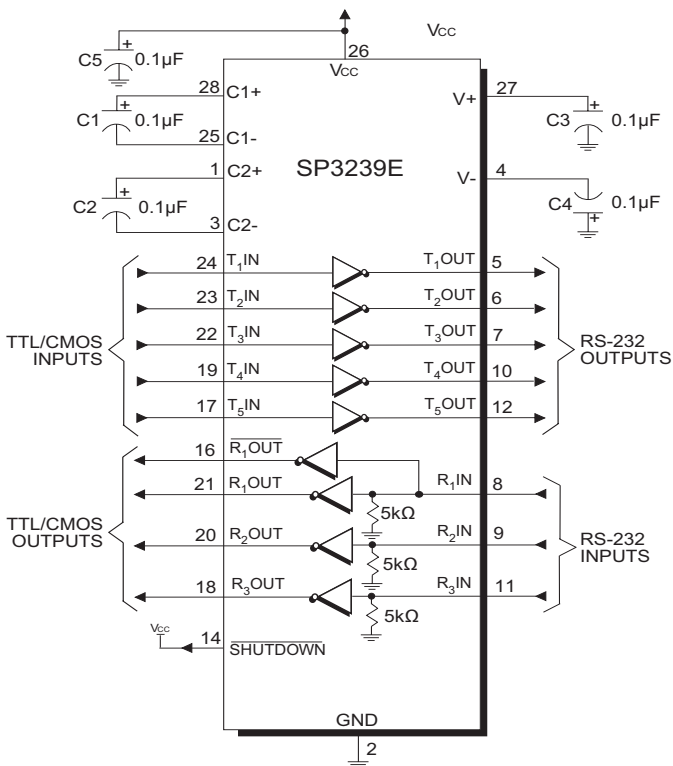 Vcc
26
Vcc
C5
+
0.1µF
28
C1+
C1
+
0.1µF
25
C1-
1
C2+
C2
+
0.1µF
3
C2-
SP3239E
V+
27
+
C3
0.1µF
V-
4
C4
+
0.1µF
24 T1IN T1OUT 5
23 T2IN T2OUT 6
22 T3IN T3OUT 7
19 T4IN T4OUT 10
17 T5IN T5OUT 12
TTL/CMOS
INPUTS
RS-232
OUTPUTS
16 R1OUT
21 R1OUT R1IN 8
5kΩ
20 R2OUT R2IN 9
5kΩ
18 R3OUT R3IN 11
5kΩ
TTL/CMOS
OUTPUTS
RS-232
INPUTS
Vcc
14
SHUTDOWN
GND
2